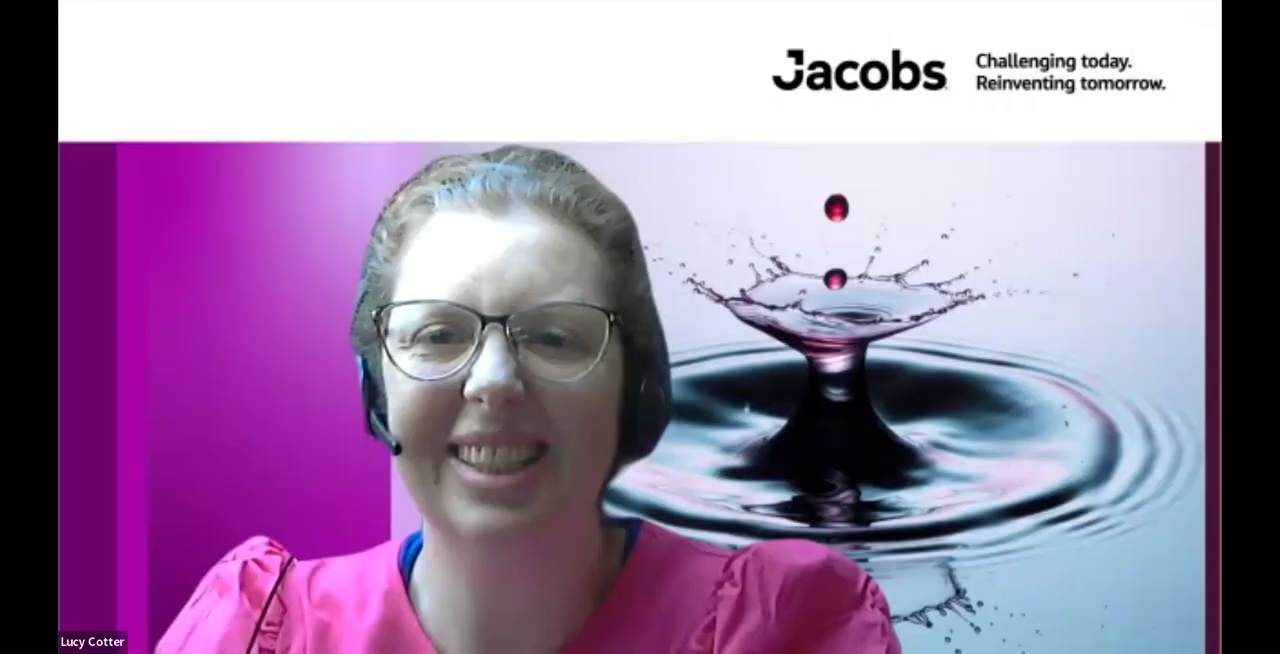 Jacobs
Challenging today.
Reinventing tomorrow.
Lucy Cotter